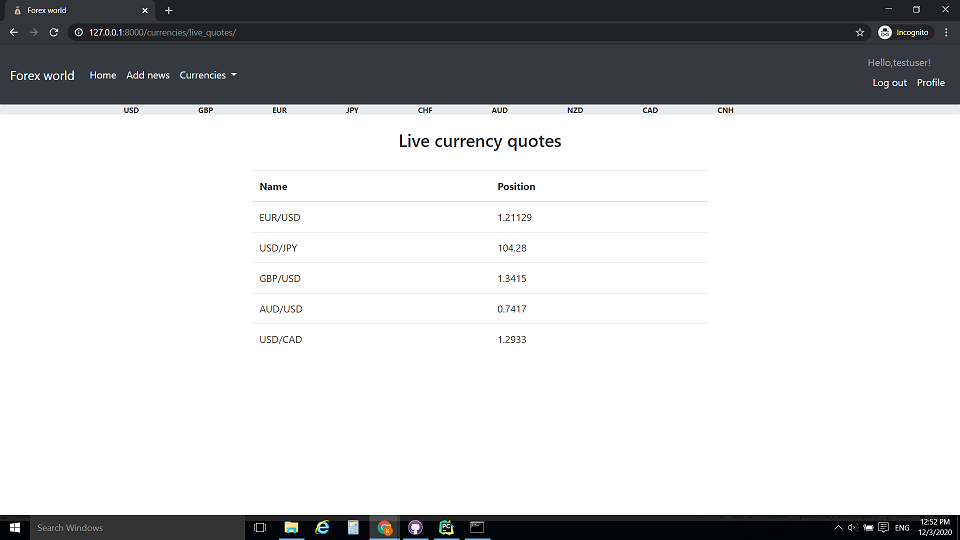 Forex world
127.0.0.1:8000/currencies/live_quotes/
Incognito
Forex world Home Add news Currencies
Hello,testuser!
Log out Profile
USD GBP EUR JPY CHF AUD NZD CAD CNH
Live currency quotes
Name Position
EUR/USD 1.21129
USD/JPY 104.28
GBP/USD 1.3415
AUD/USD 0.7417
USD/CAD 1.2933
Search Windows
ENG
12:52 PM
12/3/2020